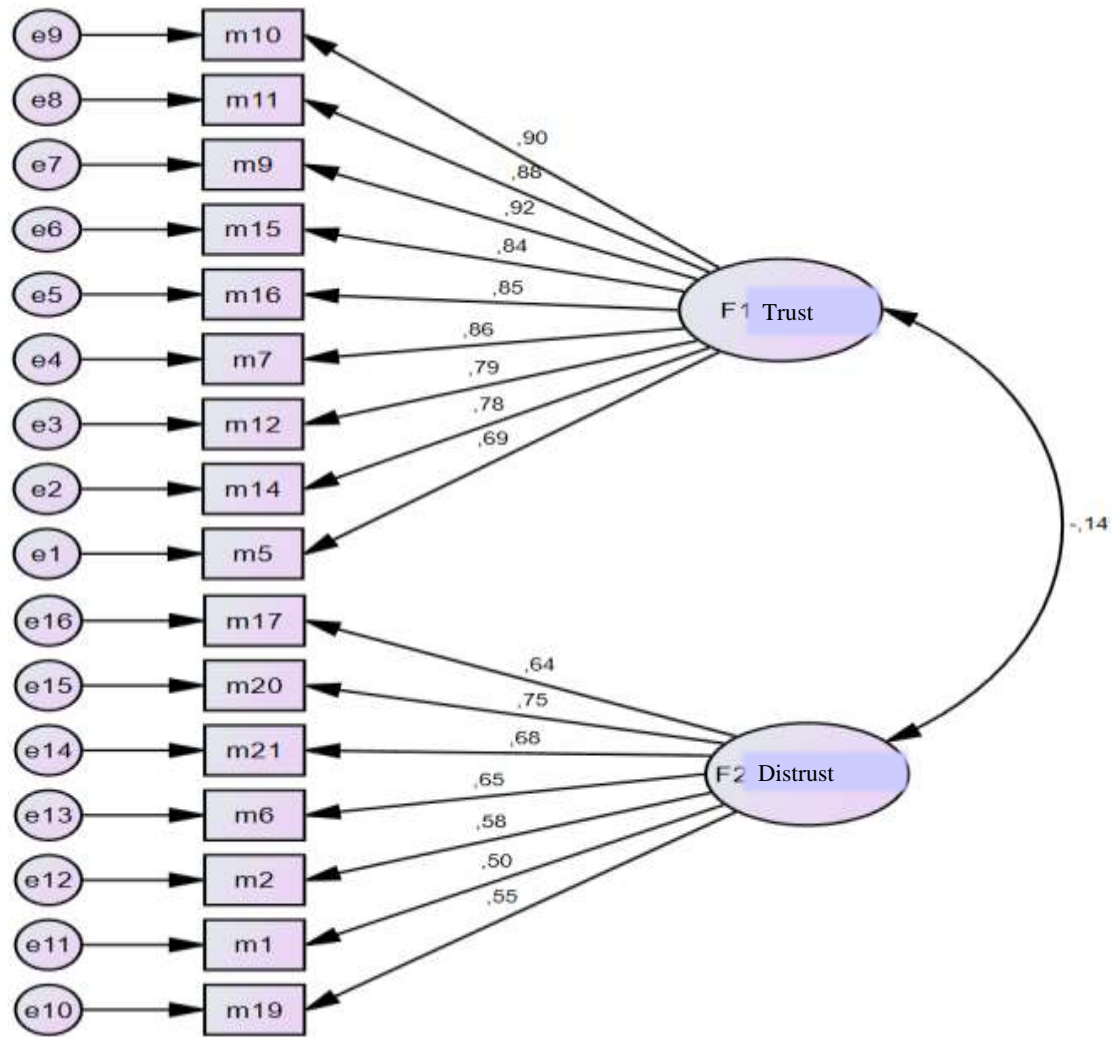 e9 m10
e8 m11
e7 m9
e6 m15
e5 m16
e4 m7
e3 m12
e2 m14
e1 m5
,90
,88
,92
,84
,85
,86
,79
,78
,69
F1 Trust
-,14
e16 m17
e15 m20
e14 m21
e13 m6
e12 m2
e11 m1
e10 m19
,64
,75
,68
,65
,58
,50
,55
F2 Distrust